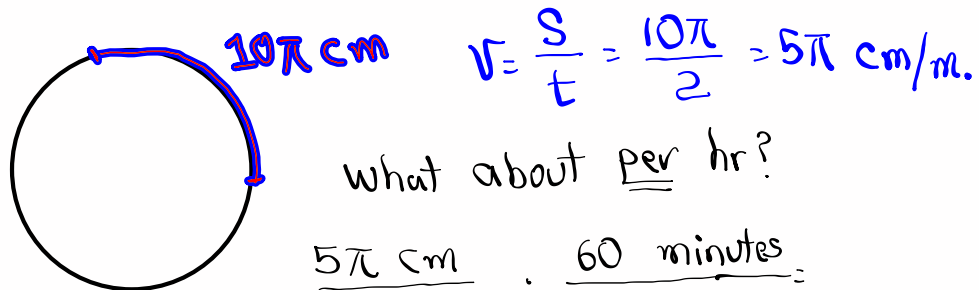 10π cm
V = S/t = 10π/2 = 5π cm/m.
What about per hr?
5π cm . 60 minutes =